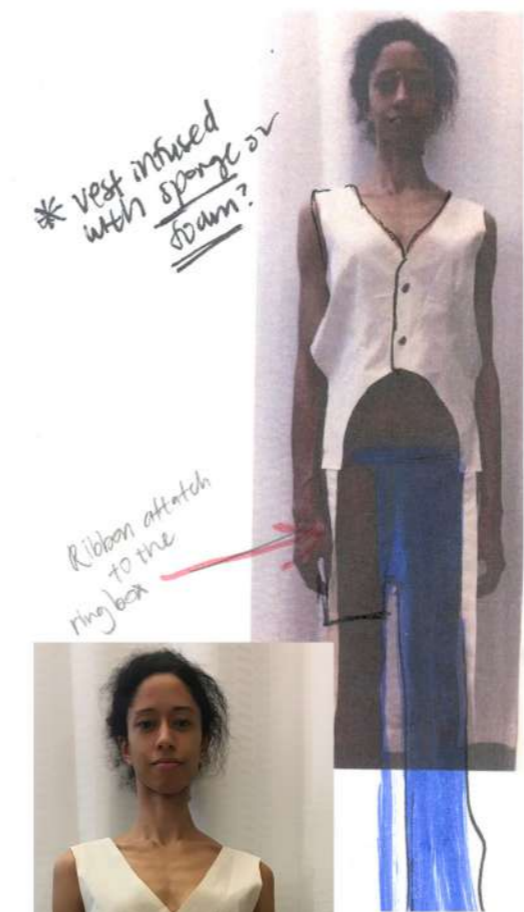 * vest infused
with sponge or
foam?
Ribbon attatch
to the
ring box